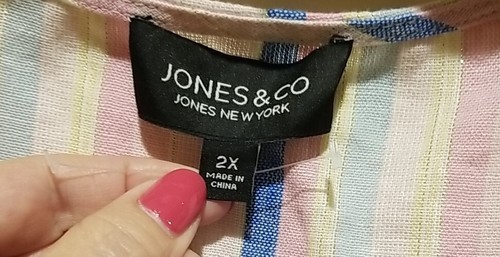 JONES & CO
JONES NEW YORK
2X
MADE IN
CHINA